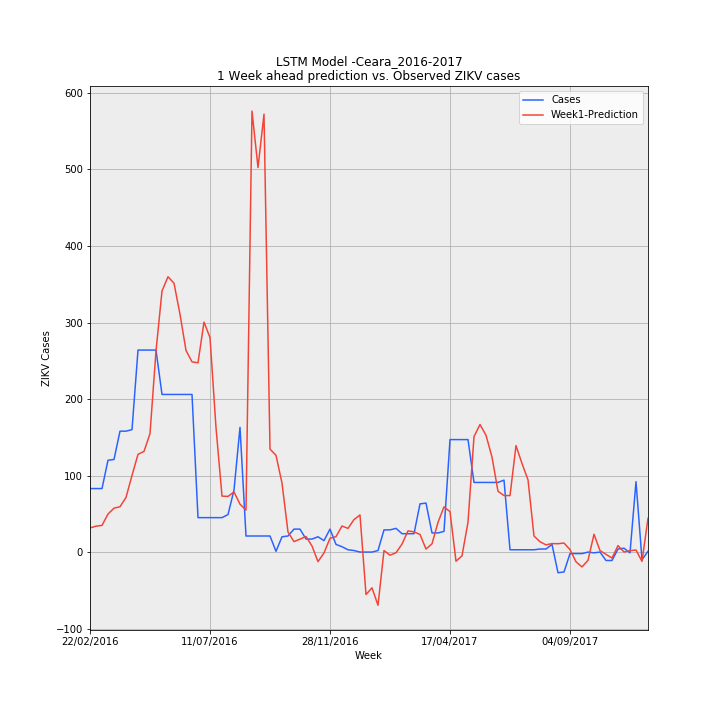 LSTM Model -Ceara_2016-2017
1 Week ahead prediction vs. Observed ZIKV cases
Cases
Week1-Prediction
600
500
400
300
200
100
0
−100
ZIKV Cases
22/02/2016
11/07/2016
28/11/2016
17/04/2017
04/09/2017
Week